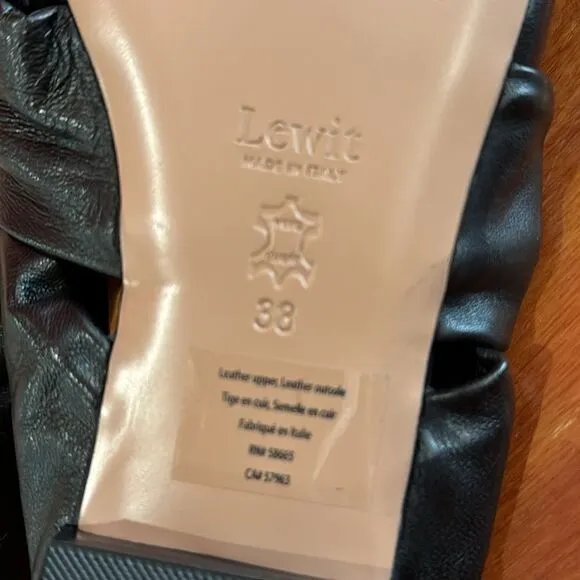 Lewit
MADE IN ITALY
38
Leather upper, Leather outsole
Tige en cuir, Semelle en cuir
Fabriqué en Italie
RN# 58665
CA# 57963